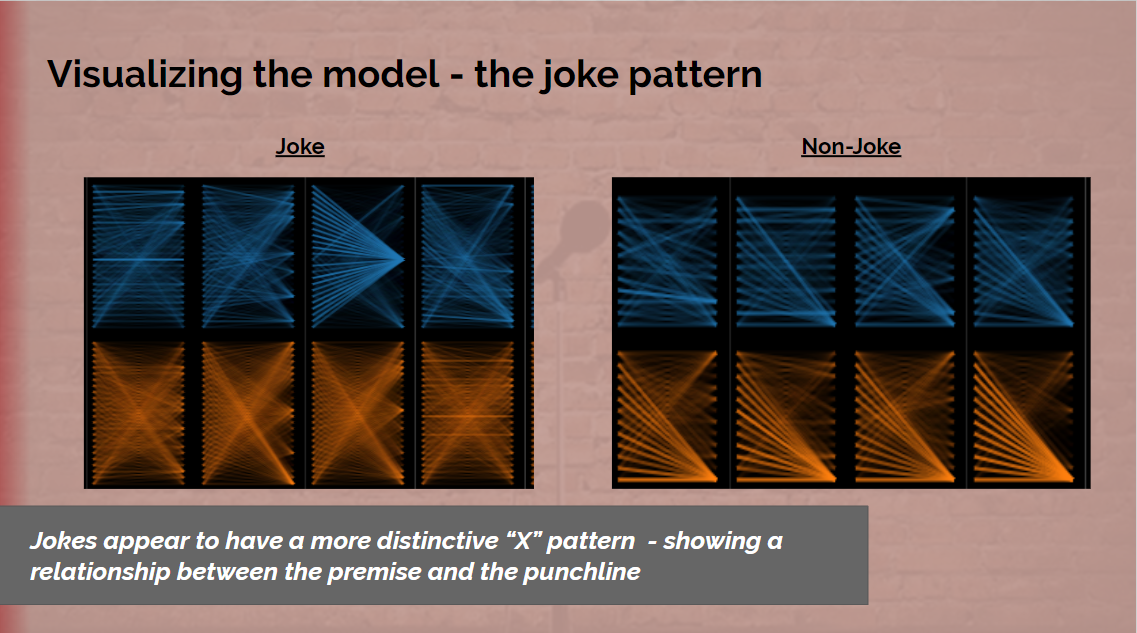 Visualizing the model - the joke pattern
Joke
Non-Joke
Jokes appear to have a more distinctive “X” pattern - showing a
relationship between the premise and the punchline